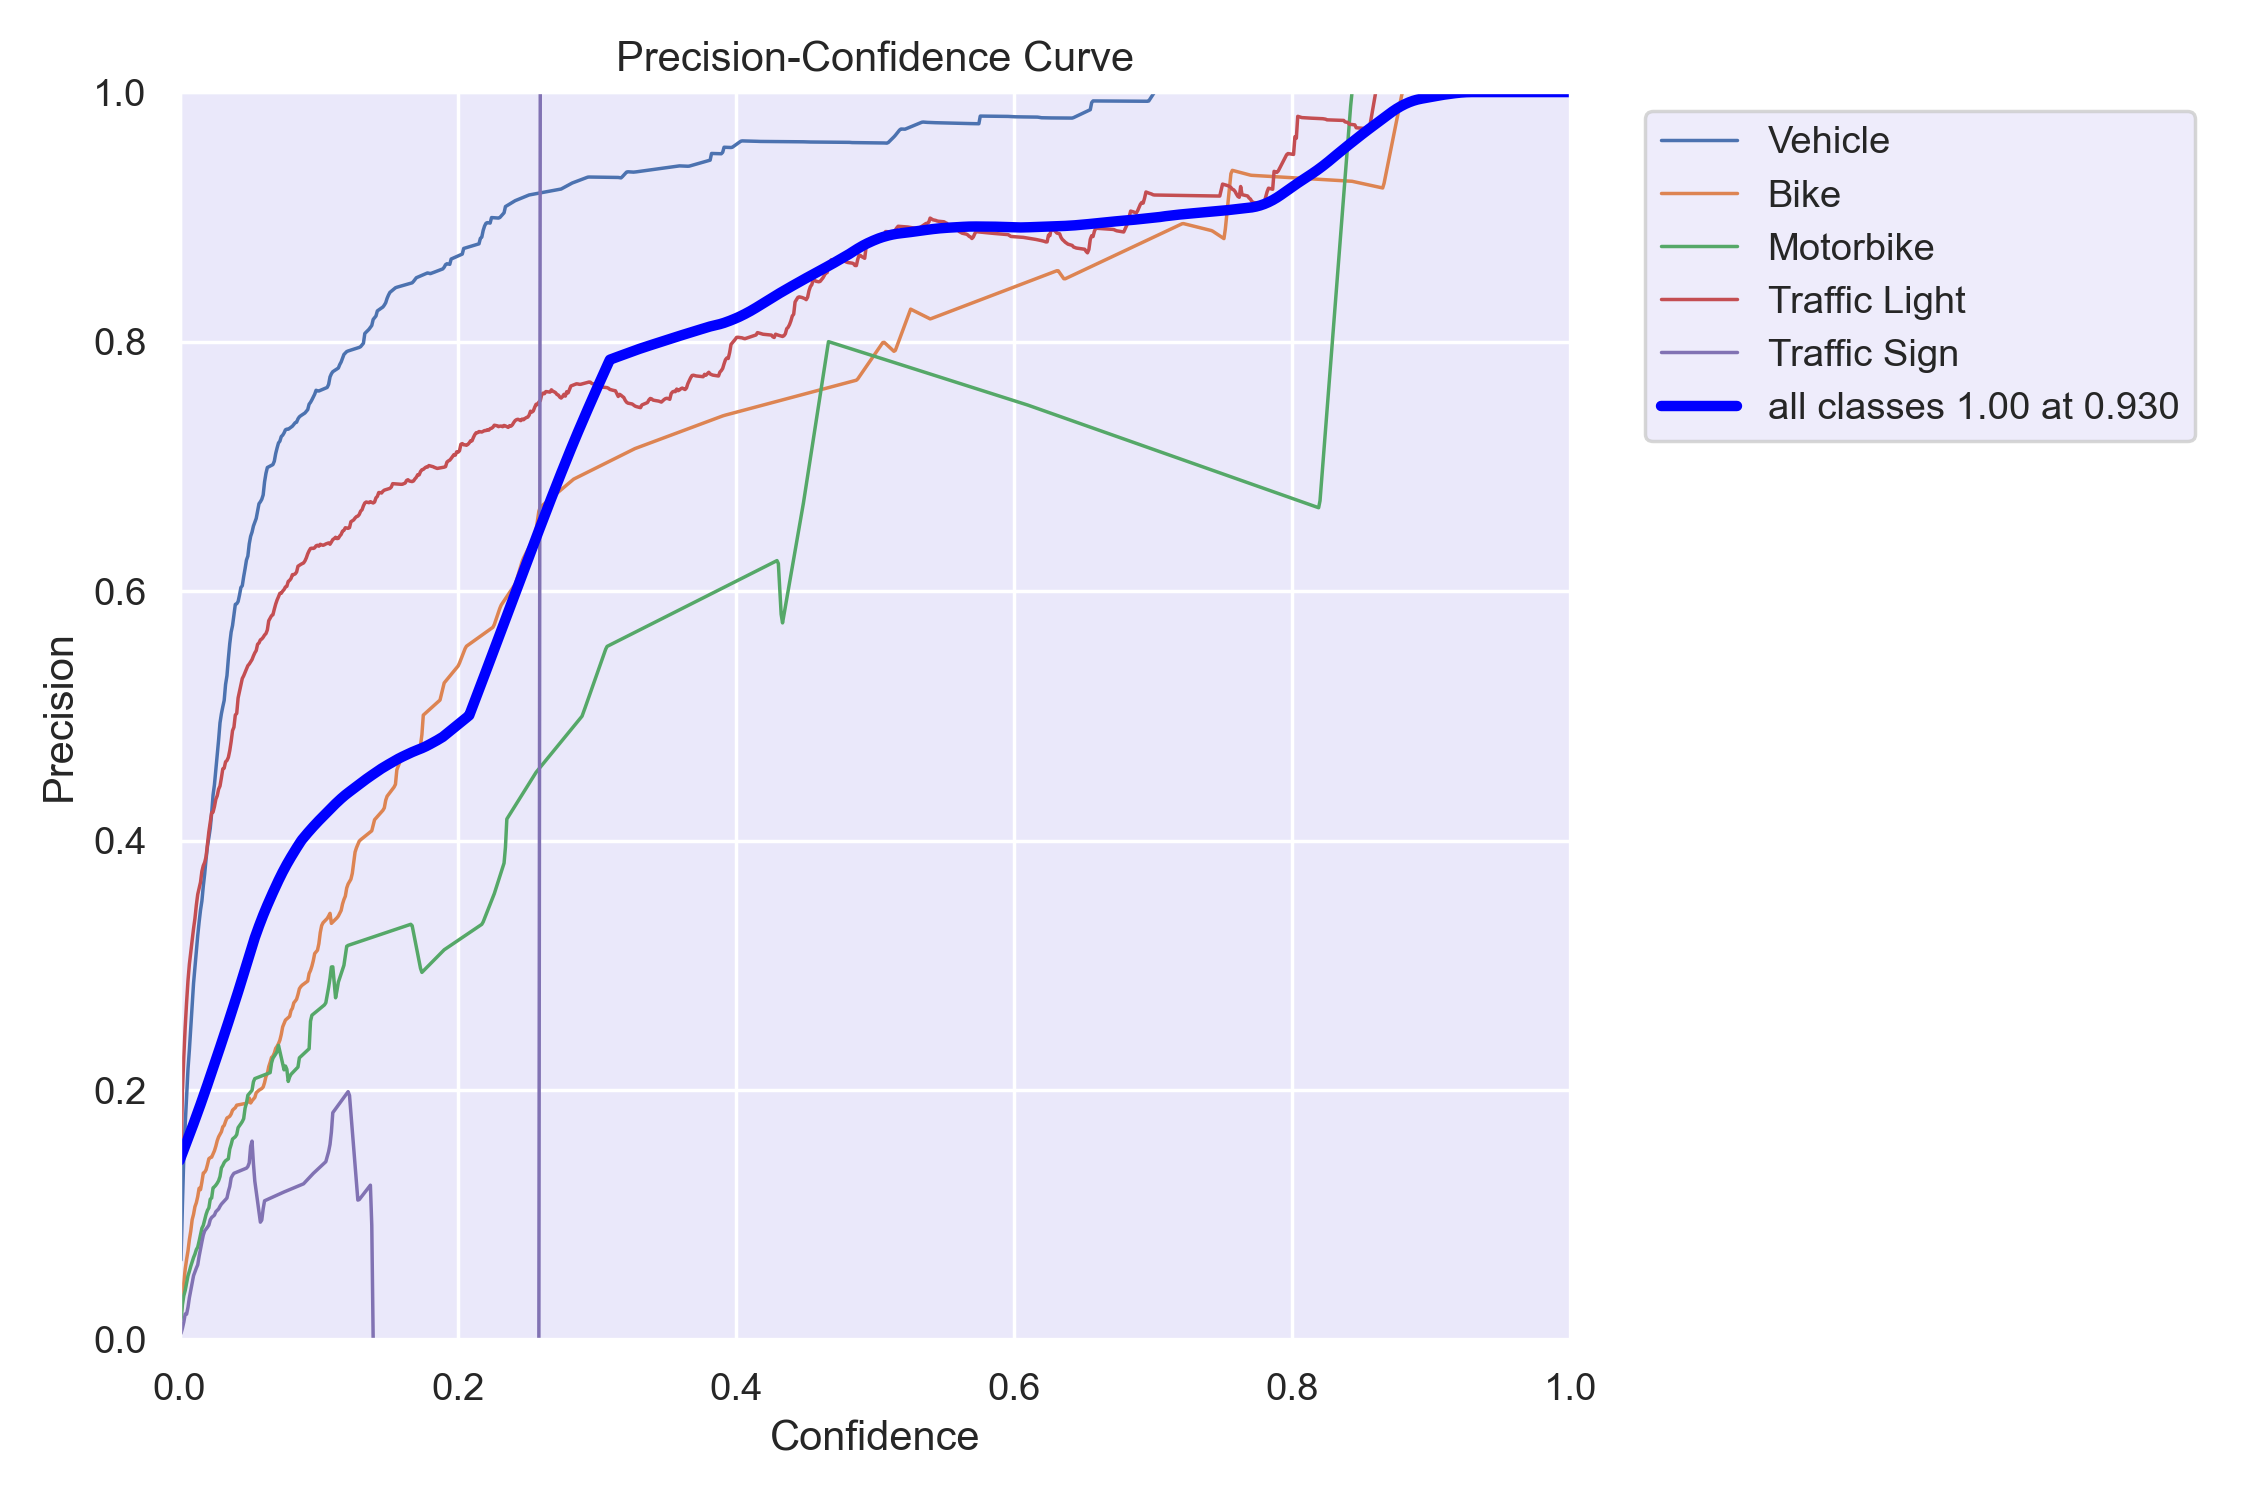 Precision-Confidence Curve
1.0
0.8
0.6
0.4
0.2
0.0
Precision
0.0 0.2 0.4 0.6 0.8 1.0
Confidence
Vehicle
Bike
Motorbike
Traffic Light
Traffic Sign
all classes 1.00 at 0.930